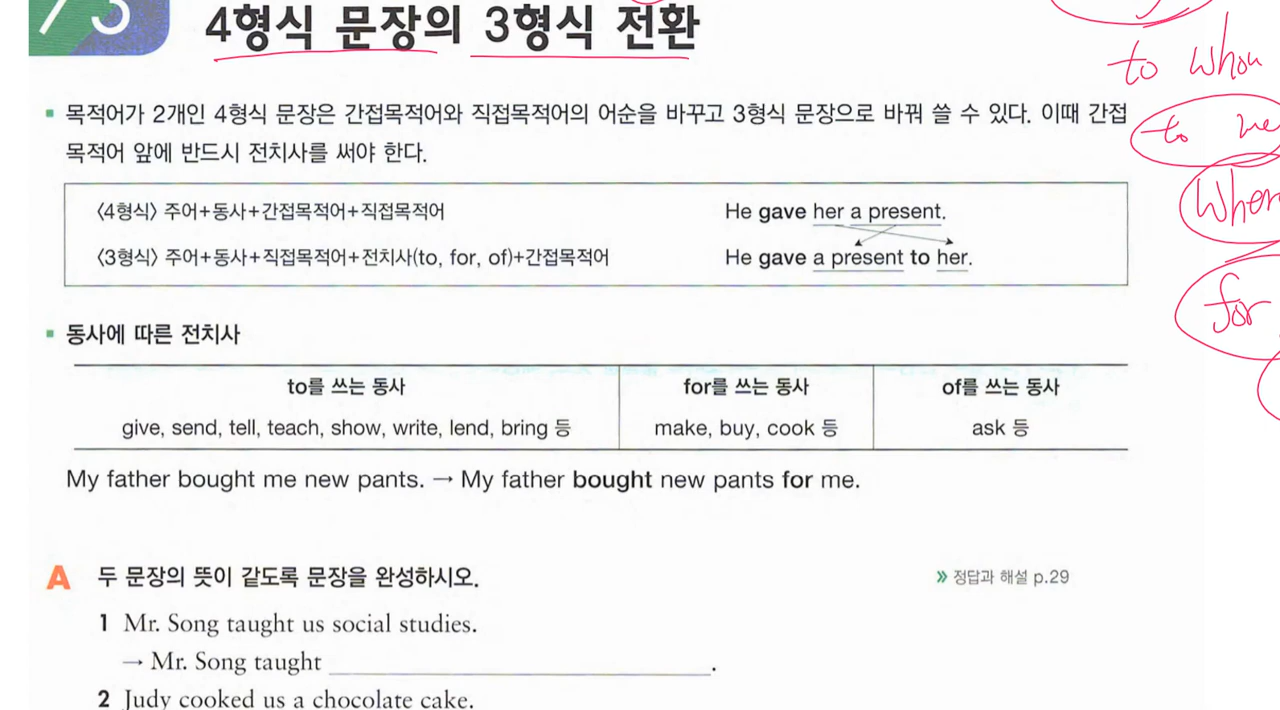 73
4형식 문장의 3형식 전환
to whom
▪ 목적어가 2개인 4형식 문장은 간접목적어와 직접목적어의 어순을 바꾸고 3형식 문장으로 바꿔 쓸 수 있다. 이때 간접
목적어 앞에 반드시 전치사를 써야 한다.
to me
〈4형식〉 주어+동사+간접목적어+직접목적어 He gave her a present.
〈3형식〉 주어+동사+직접목적어+전치사(to, for, of)+간접목적어 He gave a present to her.
for
▪ 동사에 따른 전치사
to를 쓰는 동사 for를 쓰는 동사 of를 쓰는 동사
give, send, tell, teach, show, write, lend, bring 등 make, buy, cook 등 ask 등
My father bought me new pants. → My father bought new pants for me.
A 두 문장의 뜻이 같도록 문장을 완성하시오. » 정답과 해설 p.29
1 Mr. Song taught us social studies.
→ Mr. Song taught ______________________________.
2 Judy cooked us a chocolate cake.